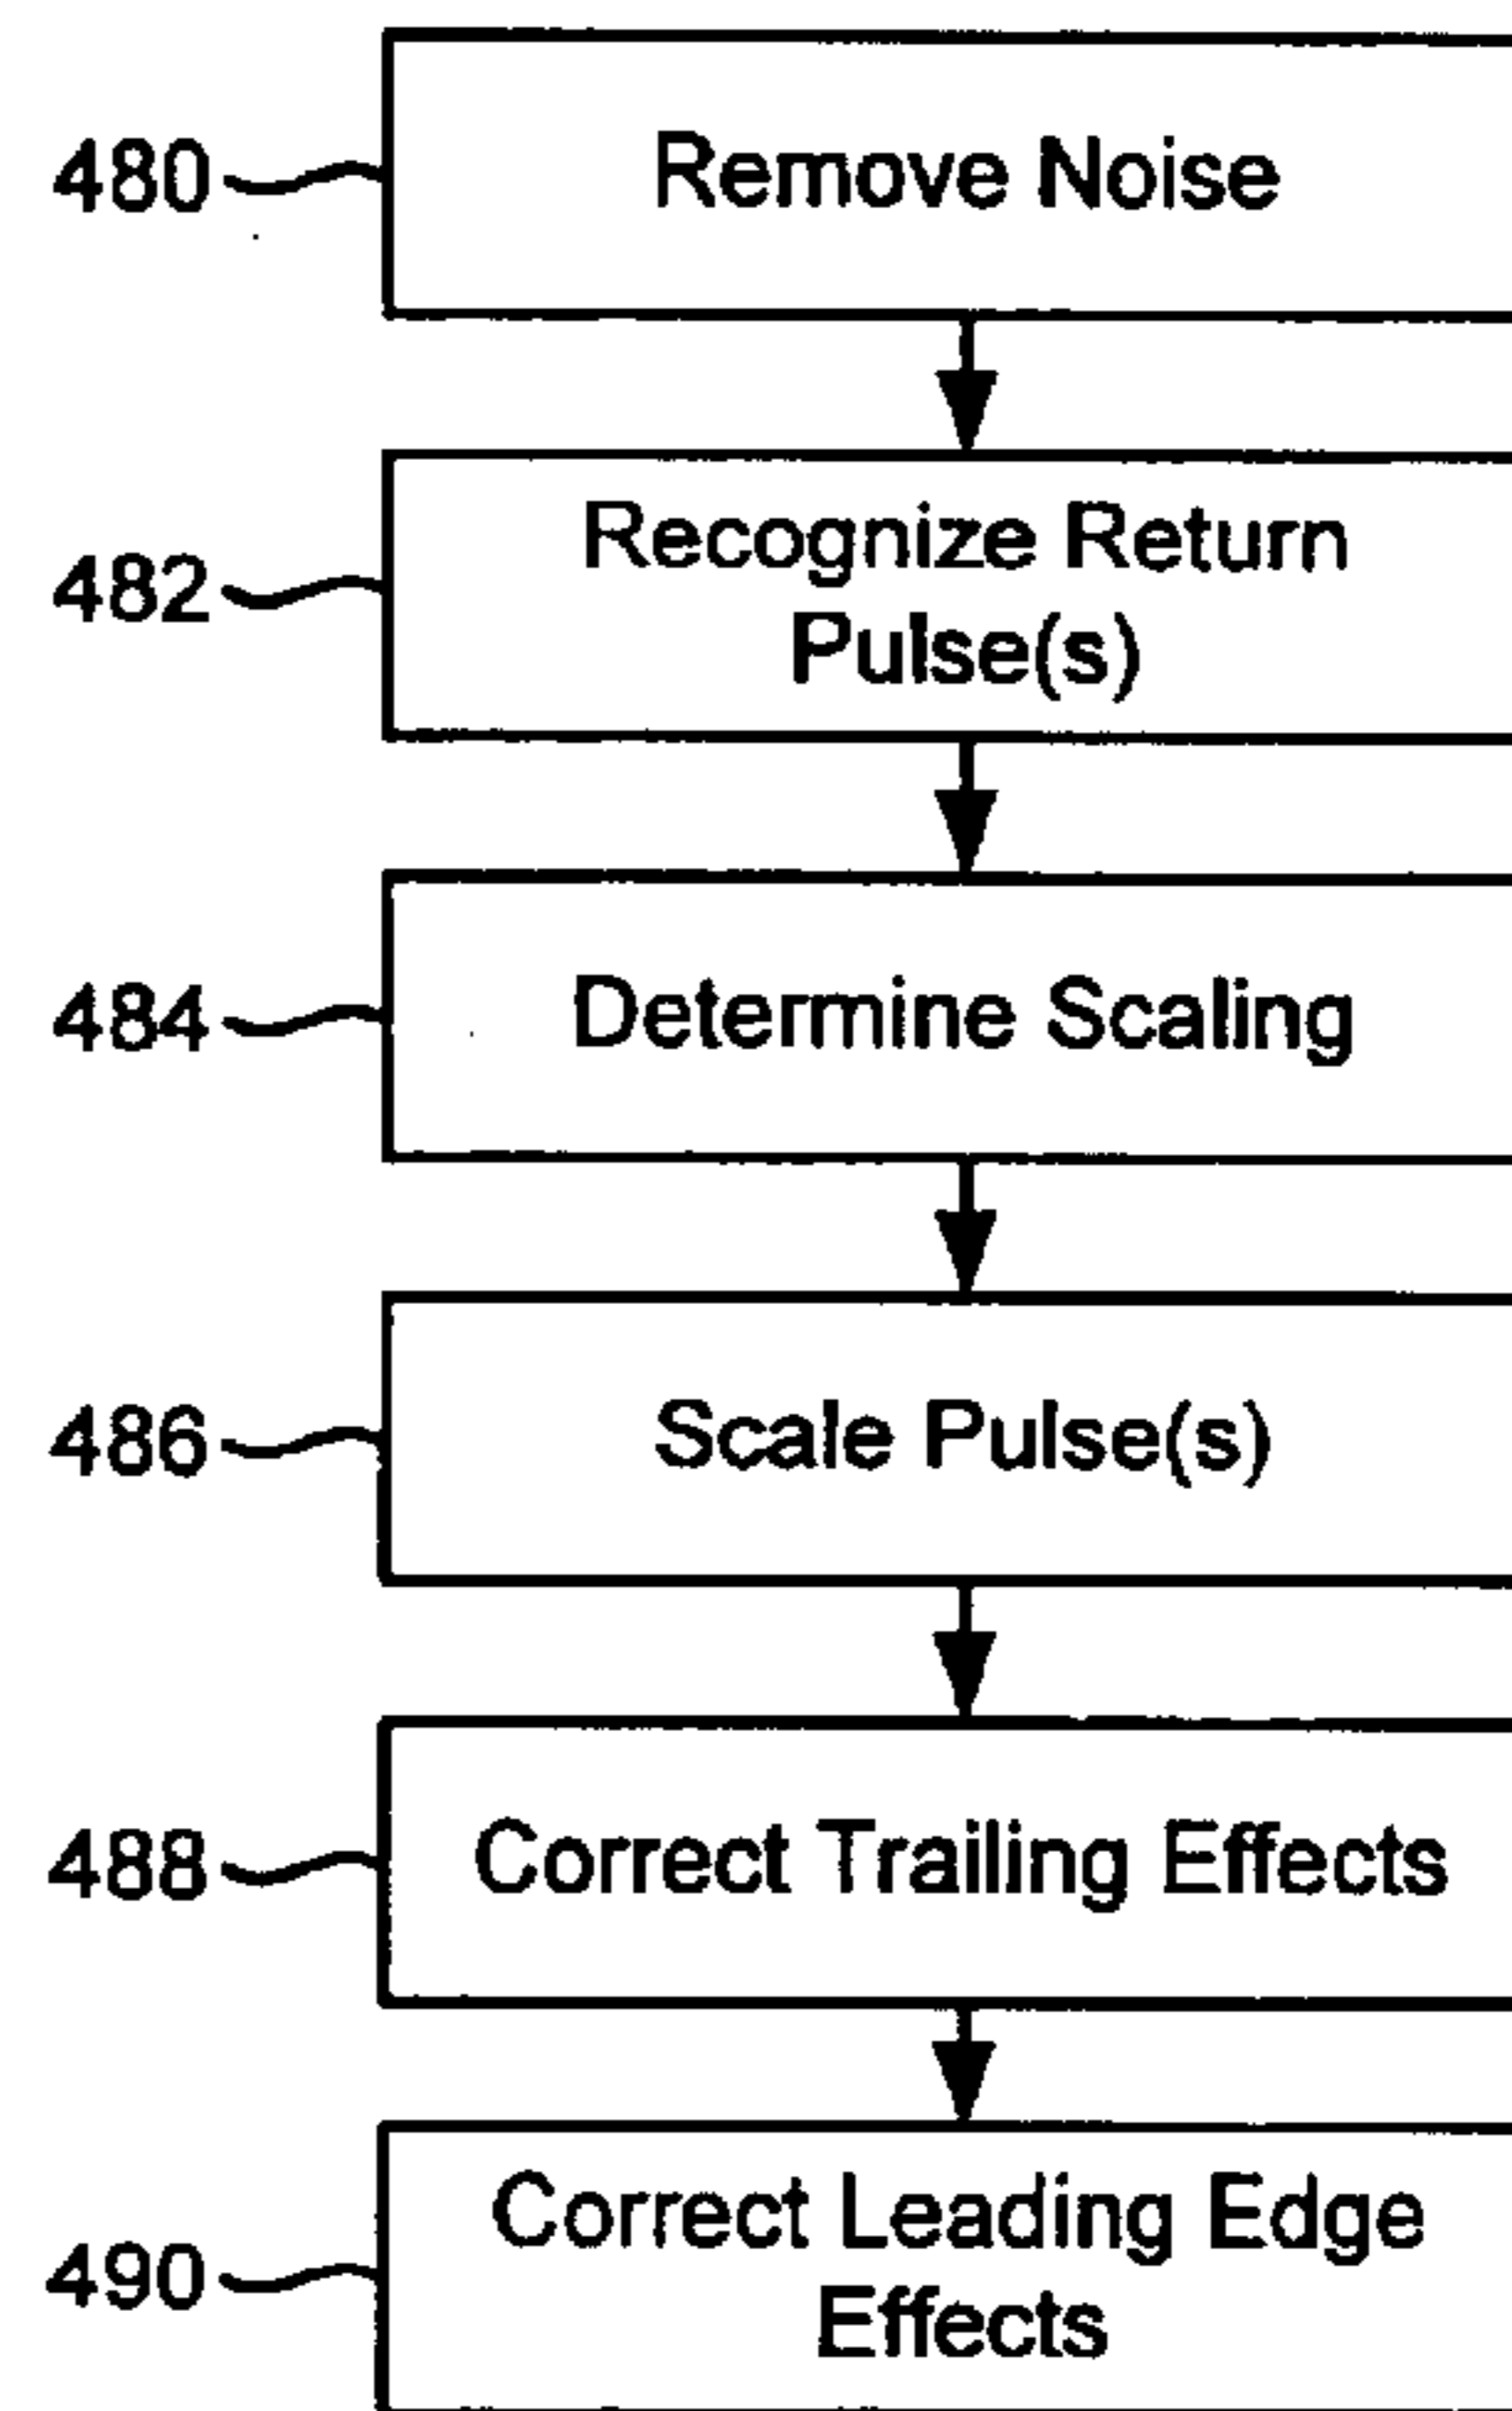 480
Remove Noise
482
Recognize Return
Pulse(s)
484
Determine Scaling
486
Scale Pulse(s)
488
Correct Trailing Effects
490
Correct Leading Edge
Effects